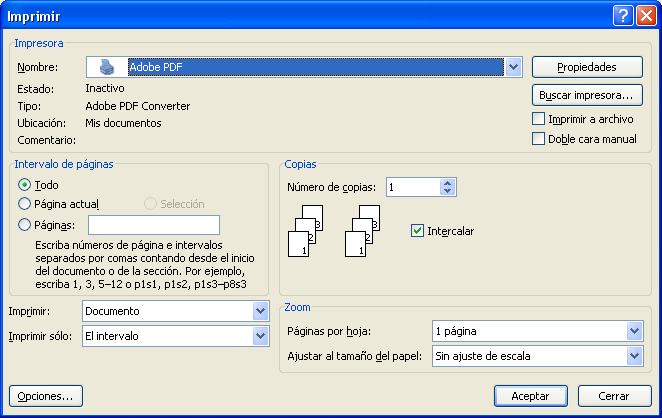 Imprimir
Impresora
Nombre: Adobe PDF Propiedades
Estado: Inactivo Buscar impresora...
Tipo: Adobe PDF Converter
Ubicación: Mis documentos Imprimir a archivo
Comentario: Doble cara manual
Intervalo de páginas
Todo
Página actual Selección
Páginas:
Escriba números de página e intervalos
separados por comas contando desde el inicio
del documento o de la sección. Por ejemplo,
escriba 1, 3, 5–12 o p1s1, p1s2, p1s3–p8s3
Copias
Número de copias: 1
3 3
2 2
1 1
Intercalar
Imprimir: Documento
Imprimir sólo: El intervalo
Zoom
Páginas por hoja: 1 página
Ajustar al tamaño del papel: Sin ajuste de escala
Opciones... Aceptar Cerrar